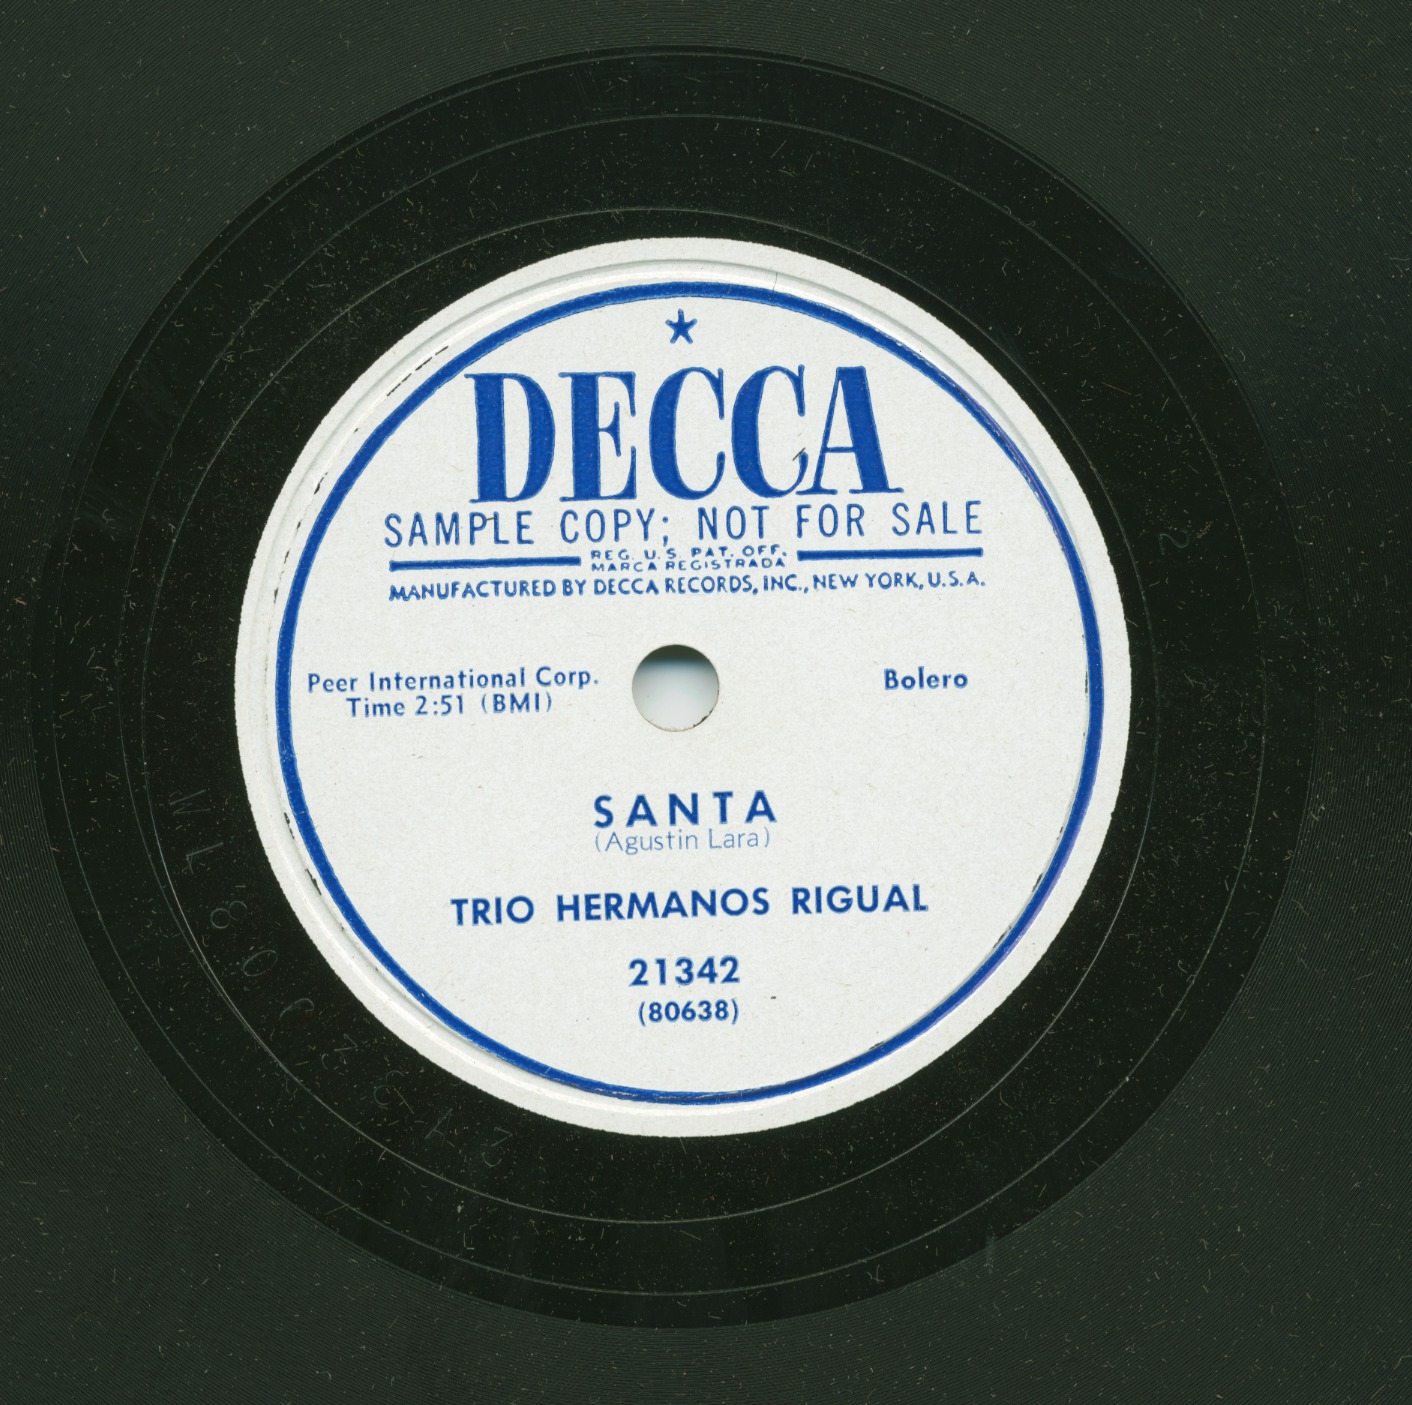 DECCA
SAMPLE COPY; NOT FOR SALE
REG. U.S. PAT. OFF.
MARCA REGISTRADA
MANUFACTURED BY DECCA RECORDS, INC., NEW YORK, U.S.A.
Peer International Corp.
Time 2:51 (BMI)
Bolero
SANTA
(Agustin Lara)
TRIO HERMANOS RIGUAL
21342
(80638)